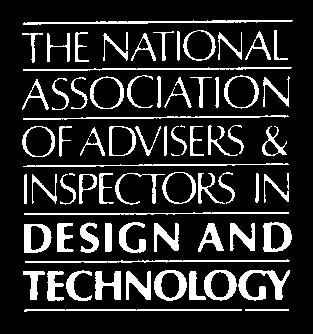 THE NATIONAL
ASSOCIATION
OF ADVISERS &
INSPECTORS IN
DESIGN AND
TECHNOLOGY